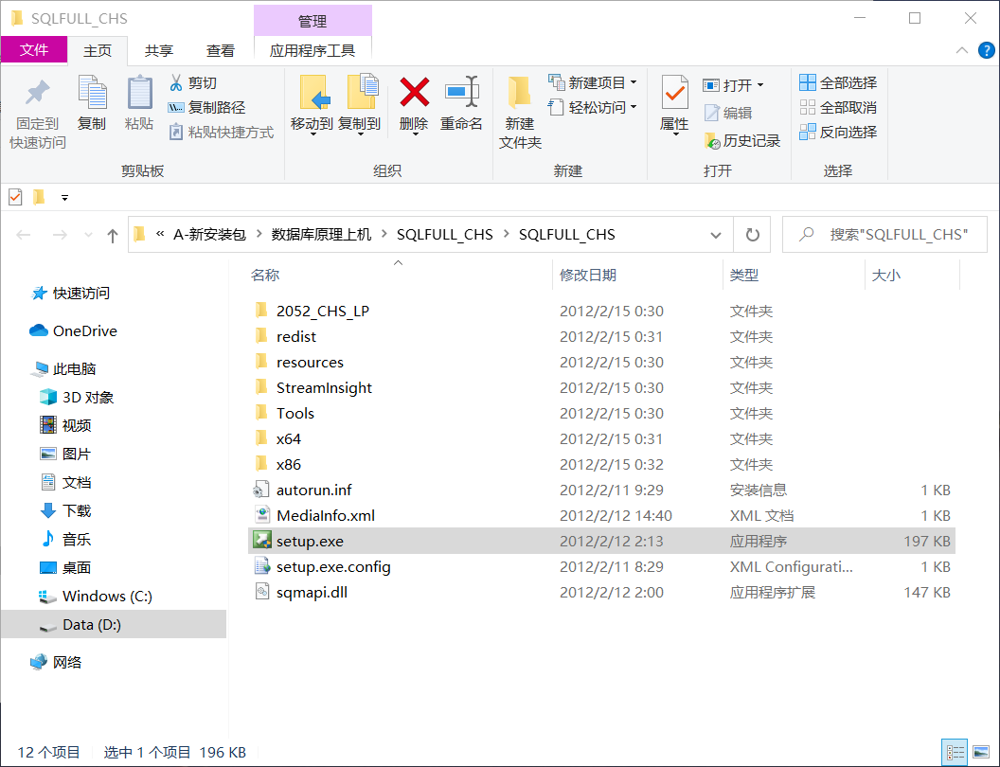 SQLFULL_CHS
管理
文件 主页 共享 查看 应用程序工具
固定到快速访问
复制
粘贴
剪切
复制路径
粘贴快捷方式
剪贴板
移动到
复制到
删除
重命名
组织
新建文件夹
新建项目
轻松访问
新建
属性
打开
编辑
历史记录
打开
全部选择
全部取消
反向选择
选择
« A-新安装包 > 数据库原理上机 > SQLFULL_CHS > SQLFULL_CHS
搜索"SQLFULL_CHS"
快速访问
OneDrive
此电脑
3D 对象
视频
图片
文档
下载
音乐
桌面
Windows (C:)
Data (D:)
网络
名称 修改日期 类型 大小
2052_CHS_LP 2012/2/15 0:30 文件夹
redist 2012/2/15 0:31 文件夹
resources 2012/2/15 0:30 文件夹
StreamInsight 2012/2/15 0:30 文件夹
Tools 2012/2/15 0:30 文件夹
x64 2012/2/15 0:31 文件夹
x86 2012/2/15 0:32 文件夹
autorun.inf 2012/2/11 9:29 安装信息 1 KB
MediaInfo.xml 2012/2/12 14:40 XML 文档 1 KB
setup.exe 2012/2/12 2:13 应用程序 197 KB
setup.exe.config 2012/2/11 8:29 XML Configurati... 1 KB
sqmapi.dll 2012/2/12 2:00 应用程序扩展 147 KB
12 个项目 选中 1 个项目 196 KB